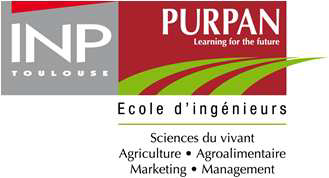 INP
TOULOUSE
PURPAN
Learning for the future
Ecole d'ingénieurs
Sciences du vivant
Agriculture • Agroalimentaire
Marketing • Management